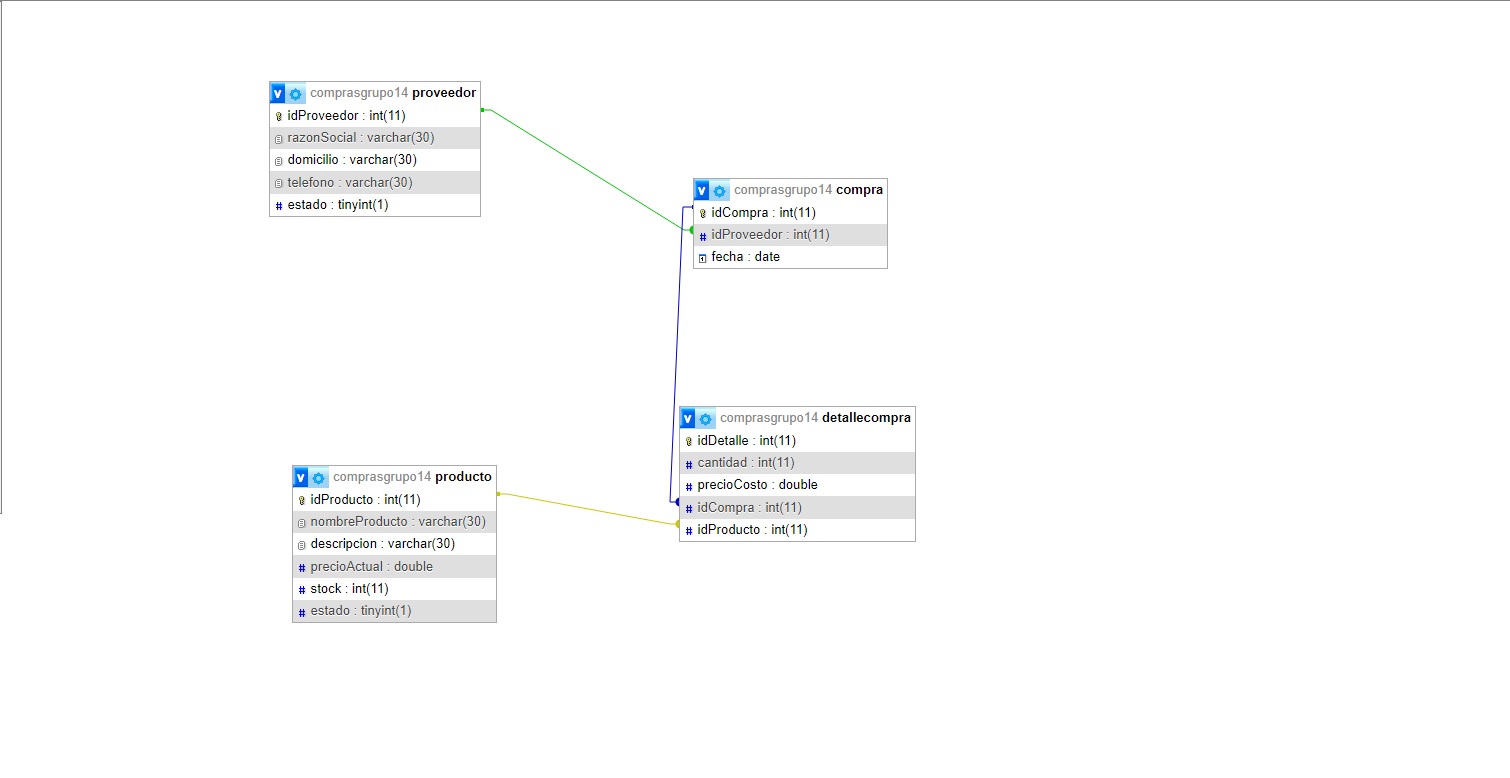 V comprasgrupo14 proveedor
idProveedor : int(11)
razonSocial : varchar(30)
domicilio : varchar(30)
telefono : varchar(30)
# estado : tinyint(1)
V comprasgrupo14 compra
idCompra : int(11)
# idProveedor : int(11)
fecha : date
V comprasgrupo14 detallecompra
idDetalle : int(11)
# cantidad : int(11)
# precioCosto : double
# idCompra : int(11)
# idProducto : int(11)
V comprasgrupo14 producto
idProducto : int(11)
nombreProducto : varchar(30)
descripcion : varchar(30)
# precioActual : double
# stock : int(11)
# estado : tinyint(1)